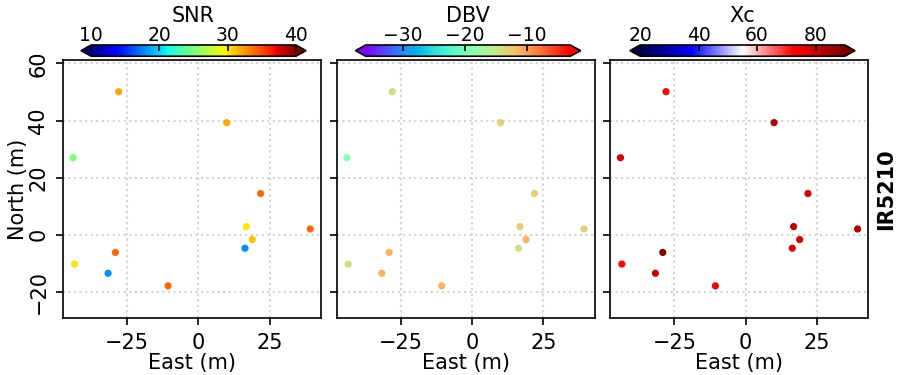 SNR
DBV
Xc
10 20 30 40
−30 −20 −10
20 40 60 80
60
40
20
0
−20
North (m)
−25 0 25
−25 0 25
−25 0 25
East (m)
East (m)
East (m)
IR5210